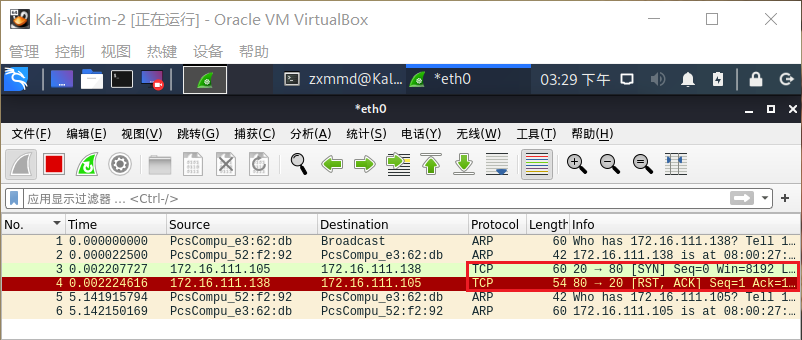 Kali-victim-2 [正在运行] - Oracle VM VirtualBox
管理 控制 视图 热键 设备 帮助
zxmmd@Kal... *eth0 03:29 下午
*eth0
文件(F) 编辑(E) 视图(V) 跳转(G) 捕获(C) 分析(A) 统计(S) 电话(Y) 无线(W) 工具(T) 帮助(H)
应用显示过滤器 … <Ctrl-/>
No. Time Source Destination Protocol Length Info
1 0.000000000 PcsCompu_e3:62:db Broadcast ARP 60 Who has 172.16.111.138? Tell 1…
2 0.000022500 PcsCompu_52:f2:92 PcsCompu_e3:62:db ARP 42 172.16.111.138 is at 08:00:27:…
3 0.002207727 172.16.111.105 172.16.111.138 TCP 60 20 → 80 [SYN] Seq=0 Win=8192 L…
4 0.002224616 172.16.111.138 172.16.111.105 TCP 54 80 → 20 [RST, ACK] Seq=1 Ack=1…
5 5.141915794 PcsCompu_52:f2:92 PcsCompu_e3:62:db ARP 42 Who has 172.16.111.105? Tell 1…
6 5.142150169 PcsCompu_e3:62:db PcsCompu_52:f2:92 ARP 60 172.16.111.105 is at 08:00:27:…